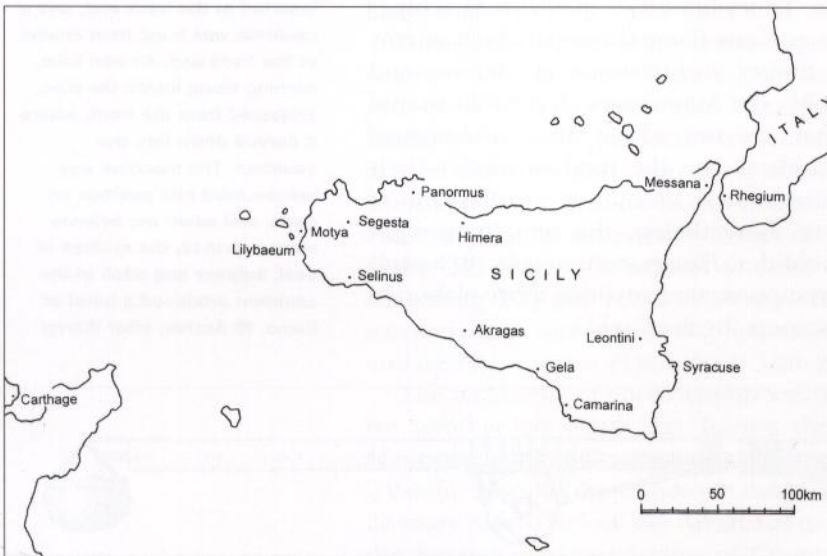 ITALY
Panormus
Messana
Rhegium
Motya
Segesta
Himera
Lilybaeum
Selinus
SICILY
Akragas
Leontini
Gela
Syracuse
Carthage
Camarina
0 50 100km